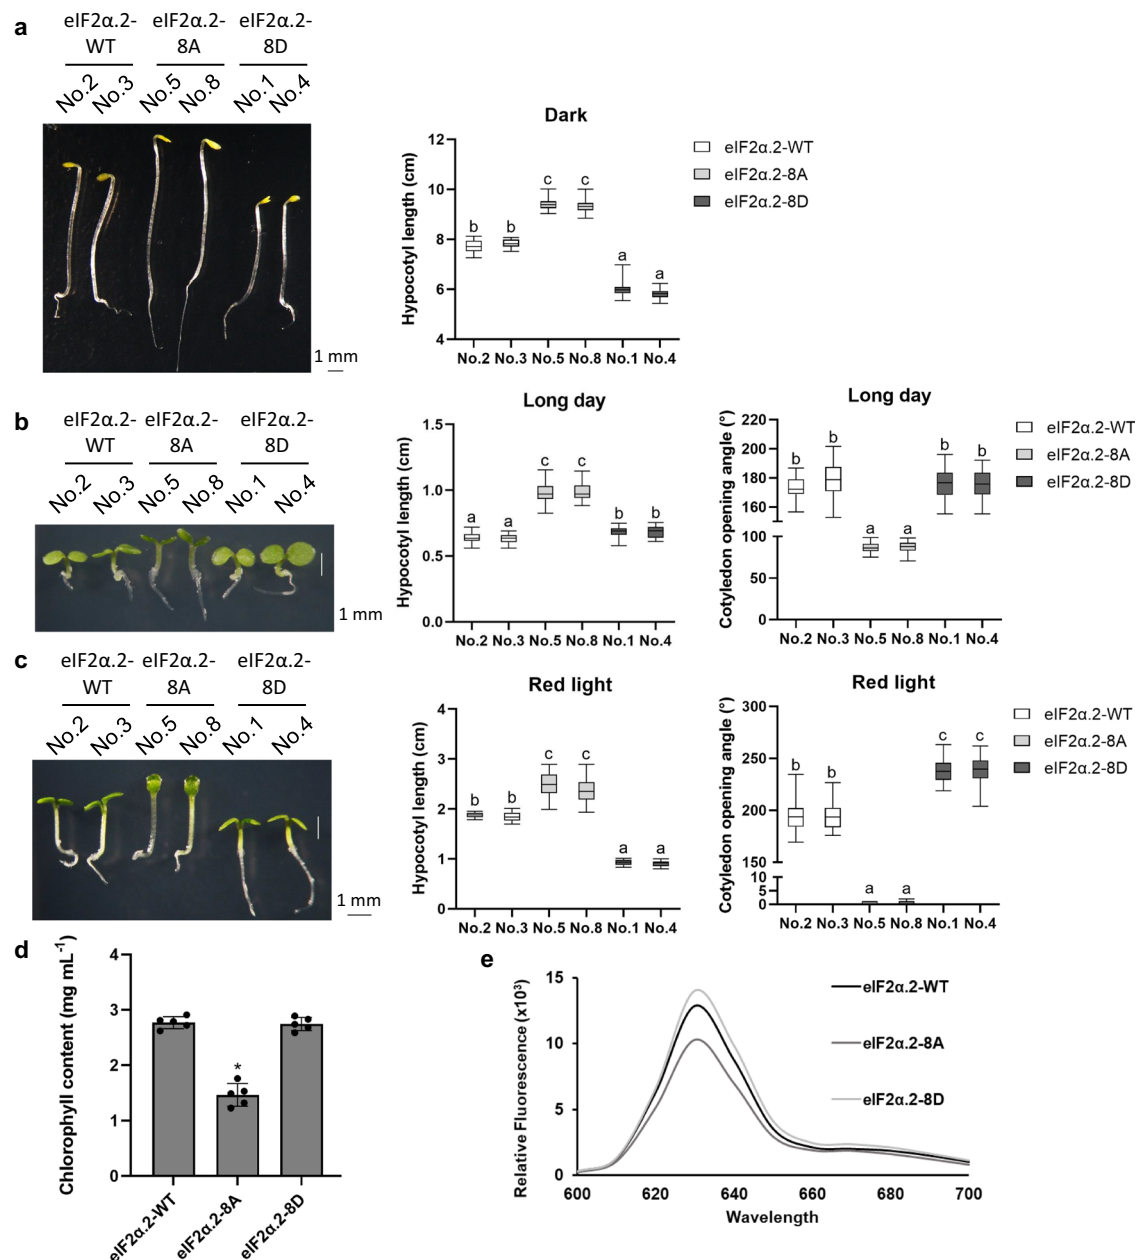 a
eIF2α.2- eIF2α.2- eIF2α.2-
WT 8A 8D
No.2 No.3 No.5 No.8 No.1 No.4
1 mm
Dark
Hypocotyl length (cm)
12
10
8
6
4
b b c c a a
No.2 No.3 No.5 No.8 No.1 No.4
eIF2α.2-WT
eIF2α.2-8A
eIF2α.2-8D
b
eIF2α.2- eIF2α.2- eIF2α.2-
WT 8A 8D
No.2 No.3 No.5 No.8 No.1 No.4
1 mm
Long day
Hypocotyl length (cm)
1.5
1.0
0.5
0.0
a a c c b b
No.2 No.3 No.5 No.8 No.1 No.4
Long day
Cotyledon opening angle (°)
220
200
180
160
100
50
0
b b a a b b
No.2 No.3 No.5 No.8 No.1 No.4
eIF2α.2-WT
eIF2α.2-8A
eIF2α.2-8D
c
eIF2α.2- eIF2α.2- eIF2α.2-
WT 8A 8D
No.2 No.3 No.5 No.8 No.1 No.4
1 mm
Red light
Hypocotyl length (cm)
4
3
2
1
0
b b c c a a
No.2 No.3 No.5 No.8 No.1 No.4
Red light
Cotyledon opening angle (°)
300
250
200
150
10
5
0
b b a a c c
No.2 No.3 No.5 No.8 No.1 No.4
eIF2α.2-WT
eIF2α.2-8A
eIF2α.2-8D
d
Chlorophyll content (mg mL⁻¹)
4
3
2
1
0
*
eIF2α.2-WT eIF2α.2-8A eIF2α.2-8D
e
Relative Fluorescence (x10³)
15
10
5
0
600 620 640 660 680 700
Wavelength
eIF2α.2-WT
eIF2α.2-8A
eIF2α.2-8D